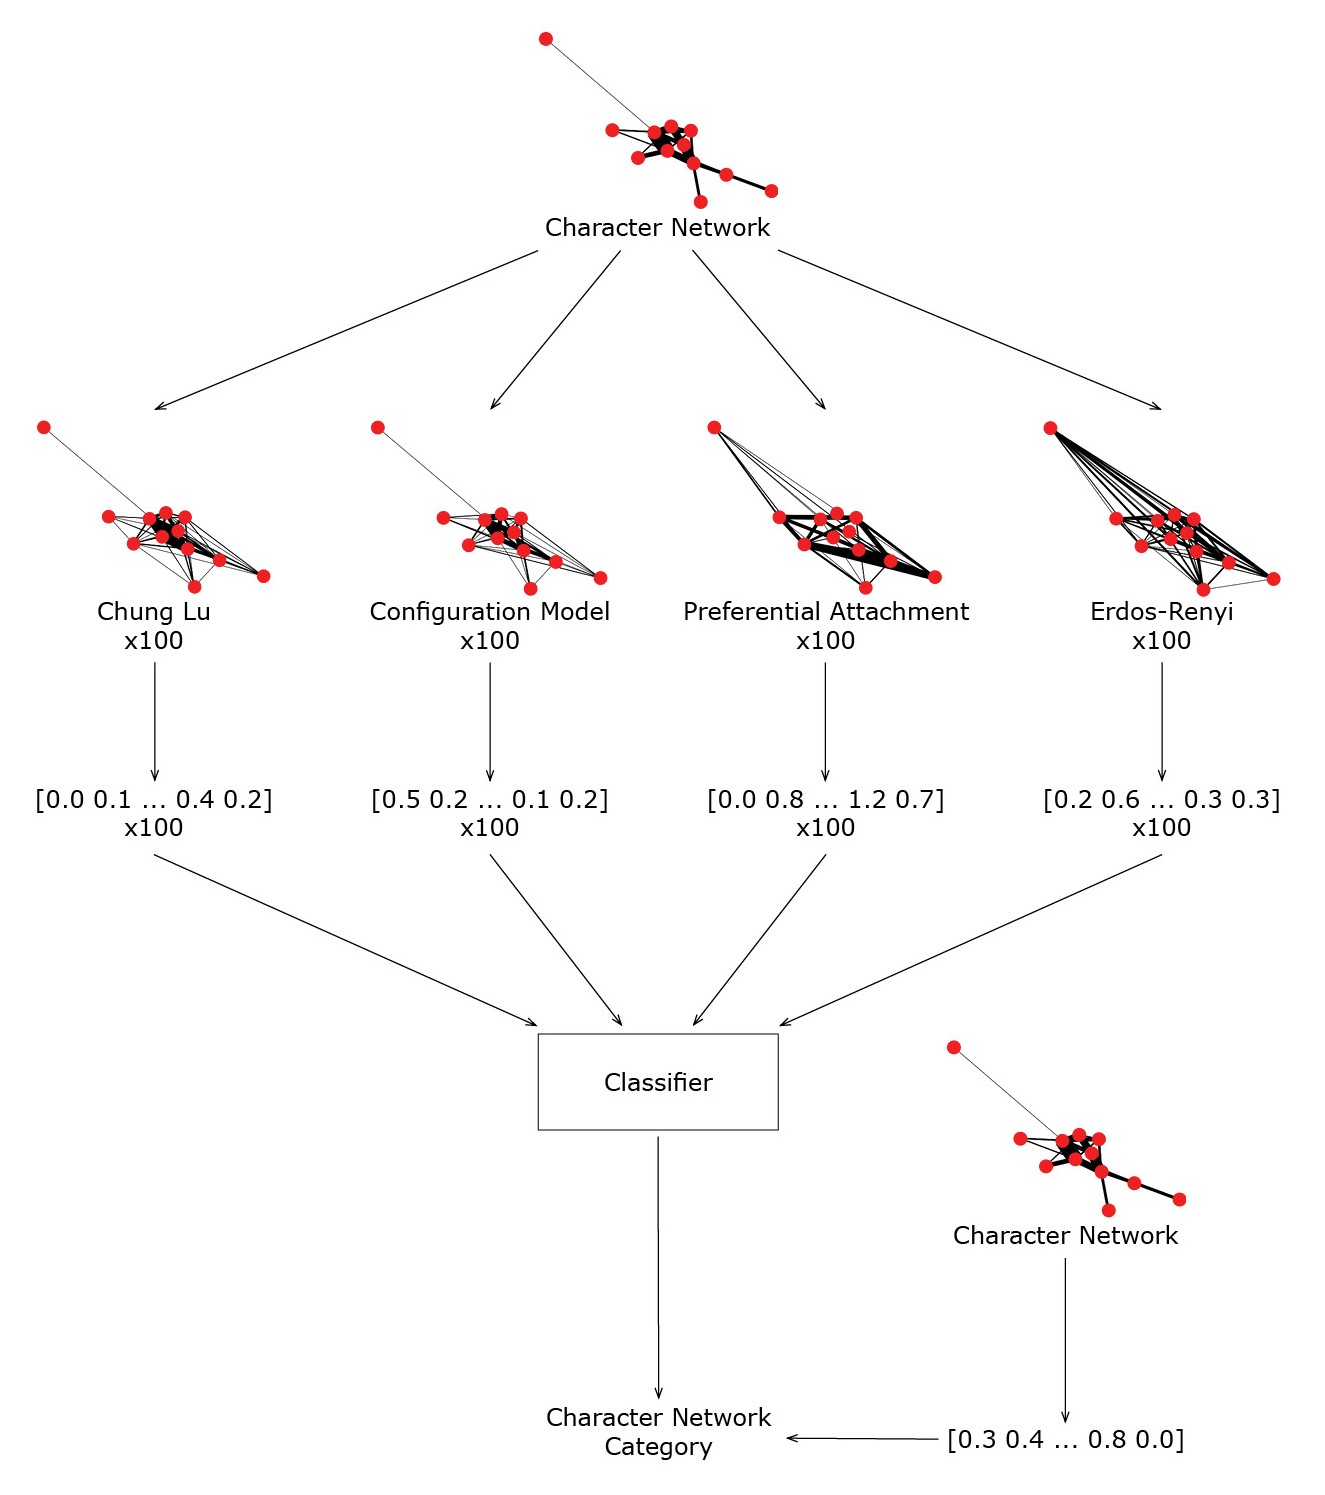 Character Network
Chung Lu
x100
Configuration Model
x100
Preferential Attachment
x100
Erdos-Renyi
x100
[0.0 0.1 ... 0.4 0.2]
x100
[0.5 0.2 ... 0.1 0.2]
x100
[0.0 0.8 ... 1.2 0.7]
x100
[0.2 0.6 ... 0.3 0.3]
x100
Classifier
Character Network
Character Network
Category
[0.3 0.4 ... 0.8 0.0]